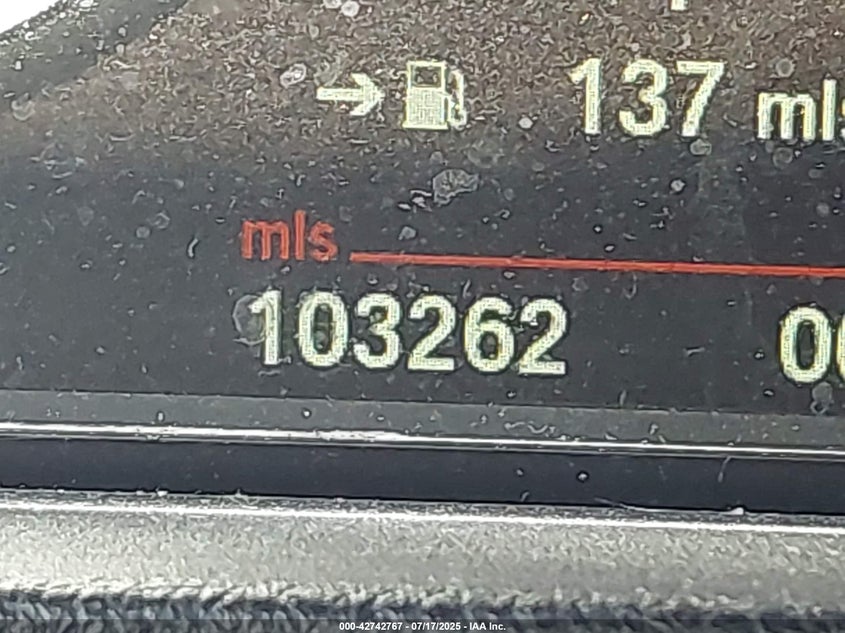 → 137 mls
mls
103262
000-42742767 - 07/17/2025 - IAA Inc.